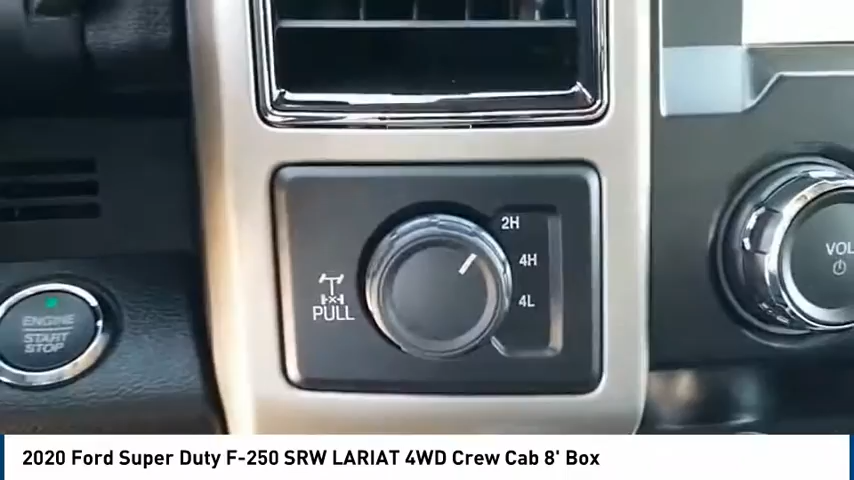 2H
4H
4L
PULL
ENGINE
START
STOP
VOL
2020 Ford Super Duty F-250 SRW LARIAT 4WD Crew Cab 8' Box